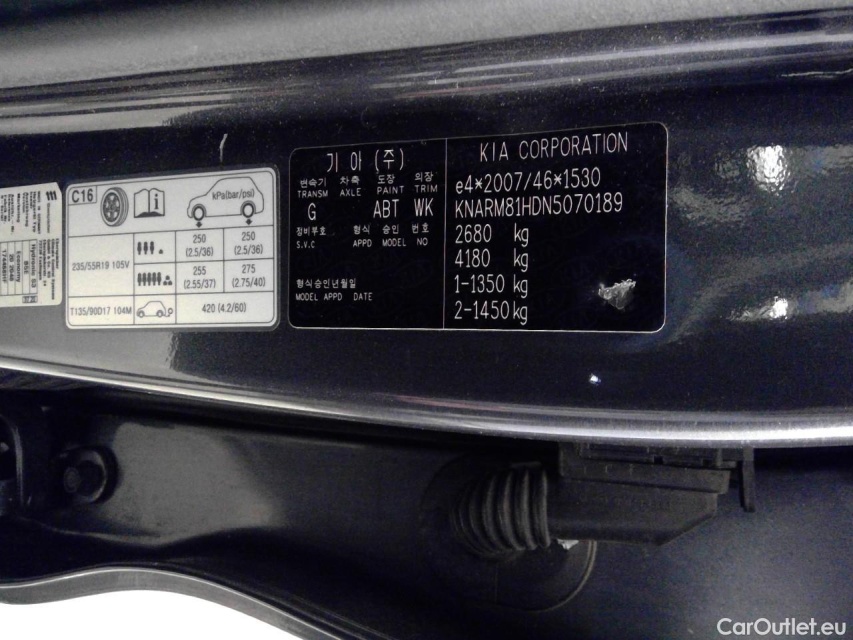 C16
kPa(bar/psi)
235/55R19 105V
250
(2.5/36)
250
(2.5/36)
255
(2.55/37)
275
(2.75/40)
T135/90D17 104M
420 (4.2/60)
기아(주)
변속기 차축 도장 의장
TRANSM AXLE PAINT TRIM
G ABT WK
정비부호 형식 승인 번호
S.V.C APPD MODEL NO
형식승인년월일
MODEL APPD DATE
KIA CORPORATION
e4*2007/46*1530
KNARM81HDN5070189
2680 kg
4180 kg
1-1350 kg
2-1450 kg
CarOutlet.eu